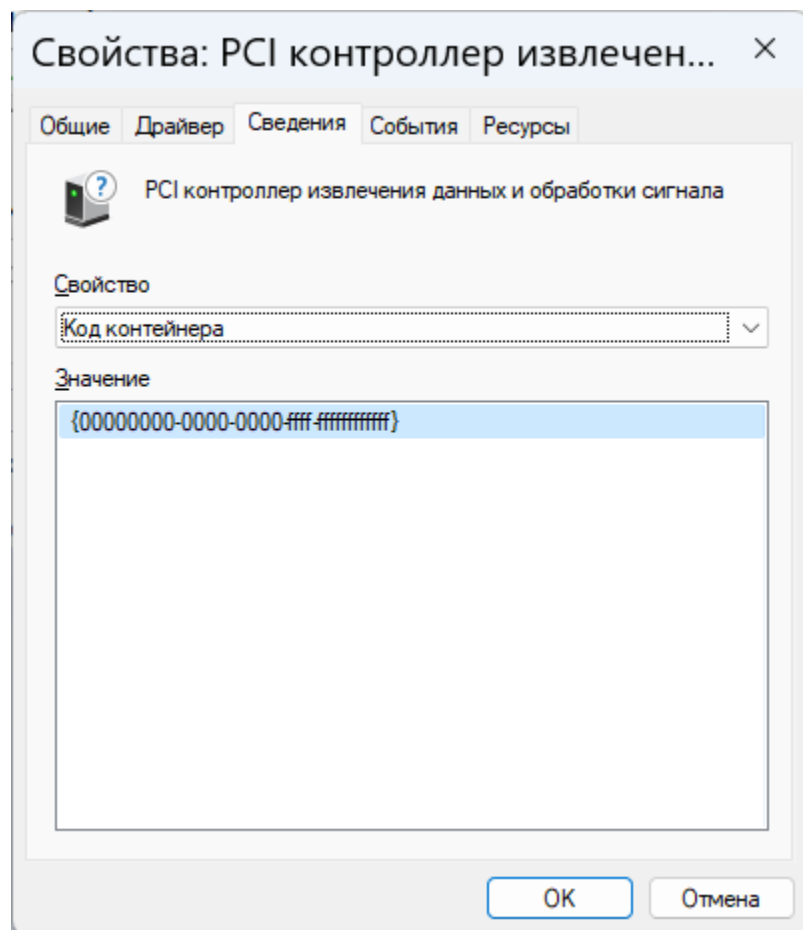 Свойства: PCI контроллер извлечен...
Общие Драйвер Сведения События Ресурсы
PCI контроллер извлечения данных и обработки сигнала
Свойство
Код контейнера
Значение
{00000000-0000-0000-ffff-ffffffffffff}
OK Отмена